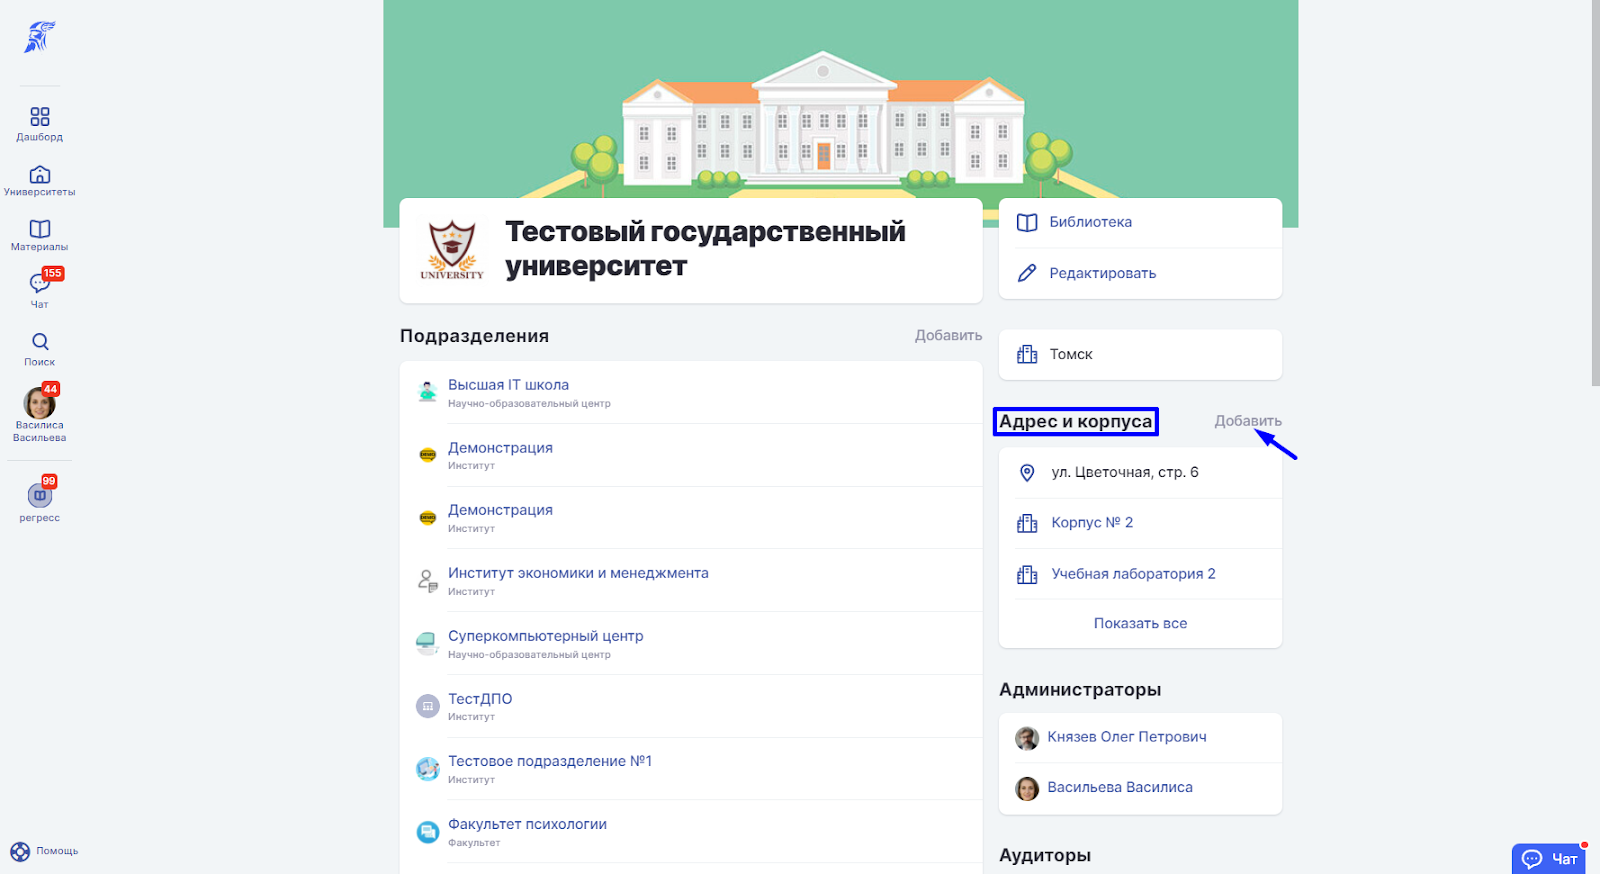 Дашборд
Университеты
Материалы
155
Чат
Поиск
44
Василиса
Васильева
99
регресс
Помощь
UNIVERSITY
Тестовый государственный
университет
Подразделения
Добавить
Высшая IT школа
Научно-образовательный центр
Демонстрация
Институт
Демонстрация
Институт
Институт экономики и менеджмента
Институт
Суперкомпьютерный центр
Научно-образовательный центр
ТестДПО
Институт
Тестовое подразделение №1
Институт
Факультет психологии
Факультет
Библиотека
Редактировать
Томск
Адрес и корпуса
Добавить
ул. Цветочная, стр. 6
Корпус № 2
Учебная лаборатория 2
Показать все
Администраторы
Князев Олег Петрович
Васильева Василиса
Аудиторы
Чат